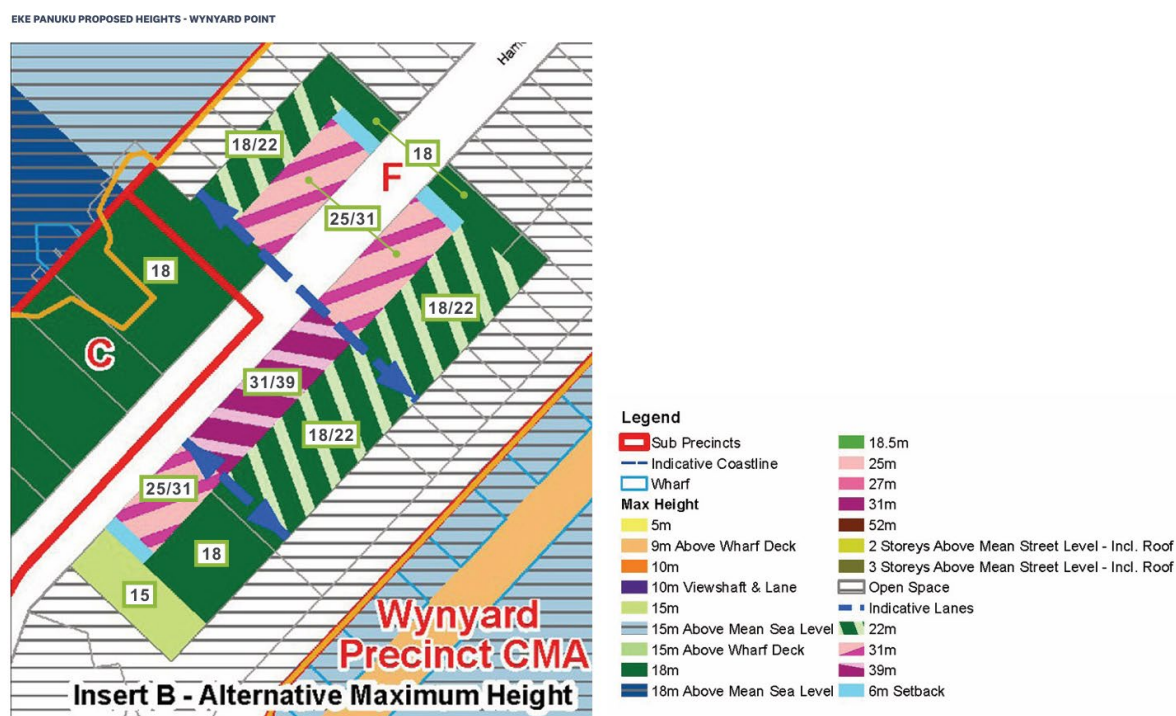 EKE PANUKU PROPOSED HEIGHTS - WYNYARD POINT
18/22
18
F
25/31
18
18/22
C
31/39
18/22
25/31
18
15
Wynyard
Precinct CMA
Insert B - Alternative Maximum Height
Legend
Sub Precincts
Indicative Coastline
Wharf
Max Height
5m
9m Above Wharf Deck
10m
10m Viewshaft & Lane
15m
15m Above Mean Sea Level
15m Above Wharf Deck
18m
18m Above Mean Sea Level
18.5m
25m
27m
31m
52m
2 Storeys Above Mean Street Level - Incl. Roof
3 Storeys Above Mean Street Level - Incl. Roof
Open Space
Indicative Lanes
22m
31m
39m
6m Setback